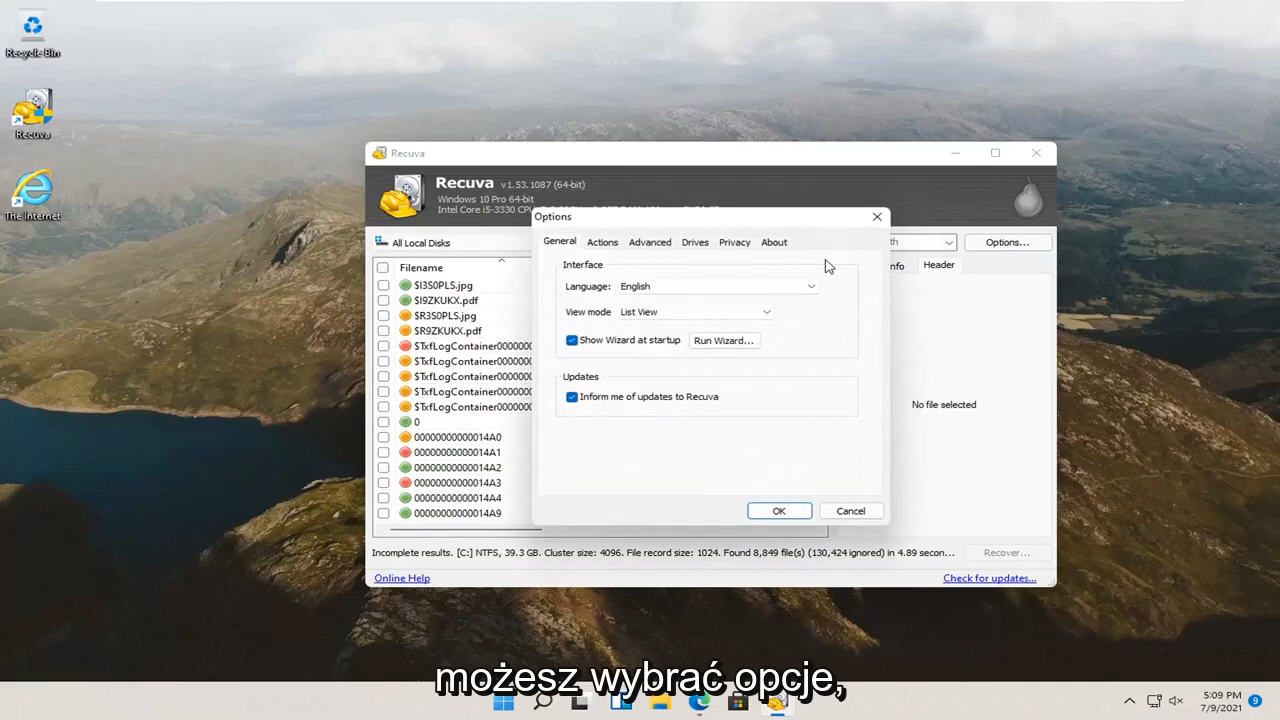 Recycle Bin
Recuva
The Internet
Recuva
Recuva v1.53.1087 (64-bit)
Windows 10 Pro 64-bit
Intel Core i5-3330 CPU
Options
General Actions Advanced Drives Privacy About
Interface
Language: English
View mode List View
Show Wizard at startup Run Wizard...
Updates
Inform me of updates to Recuva
OK Cancel
All Local Disks
Options...
Header
Filename
$I3S0PLS.jpg
$I9ZKUKX.pdf
$R3S0PLS.jpg
$R9ZKUKX.pdf
$TxfLogContainer0000000
$TxfLogContainer0000000
$TxfLogContainer0000000
$TxfLogContainer0000000
$TxfLogContainer0000000
0
00000000000014A0
00000000000014A1
00000000000014A2
00000000000014A3
00000000000014A4
00000000000014A9
No file selected
Incomplete results. [C:] NTFS, 39.3 GB. Cluster size: 4096. File record size: 1024. Found 8,849 file(s) (130,424 ignored) in 4.89 secon...
Recover...
Online Help
Check for updates...
możesz wybrać opcje,
5:09 PM
7/9/2021
9